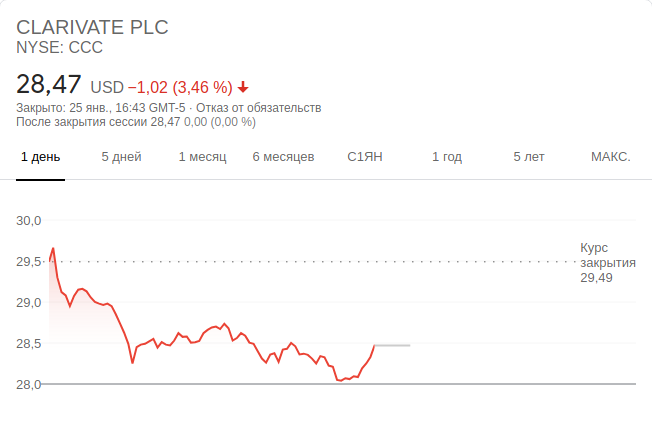 CLARIVATE PLC
NYSE: CCC
28,47 USD −1,02 (3,46 %)
Закрыто: 25 янв., 16:43 GMT-5 · Отказ от обязательств
После закрытия сессии 28,47 0,00 (0,00 %)
1 день 5 дней 1 месяц 6 месяцев С1ЯН 1 год 5 лет МАКС.
30,0
29,5
29,0
28,5
28,0
Курс
закрытия
29,49